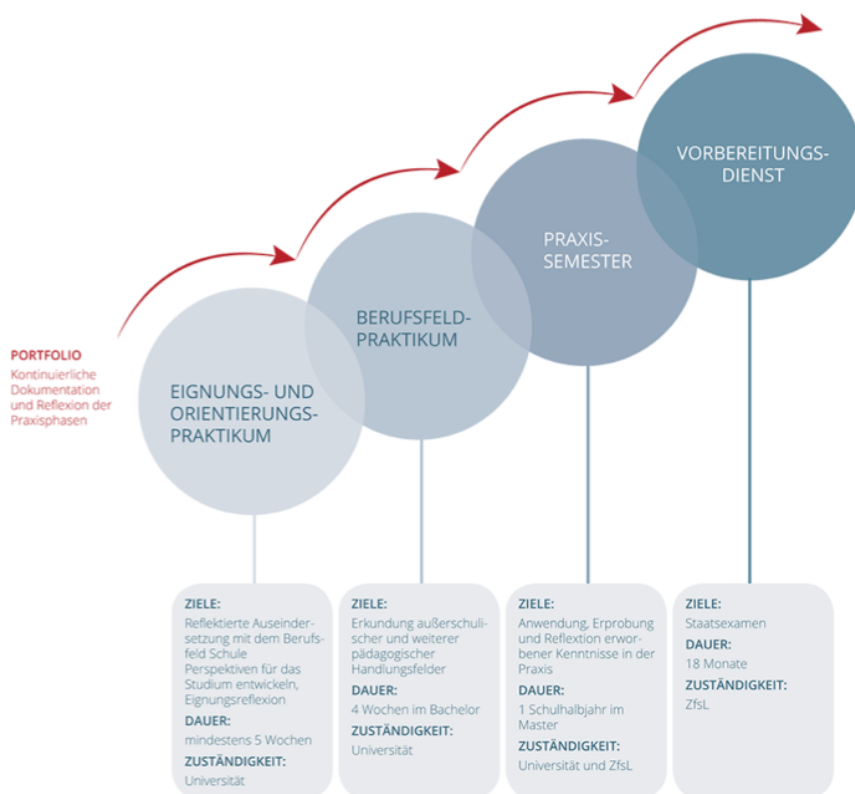 VORBEREITUNGS-
DIENST
PRAXIS-
SEMESTER
BERUFSFELD-
PRAKTIKUM
EIGNUNGS- UND
ORIENTIERUNGS-
PRAKTIKUM
PORTFOLIO
Kontinuierliche
Dokumentation
und Reflexion der
Praxisphasen
ZIELE:
Reflektierte Auseinder-
setzung mit dem Berufs-
feld Schule
Perspektiven für das
Studium entwickeln,
Eignungsreflexion
DAUER:
mindestens 5 Wochen
ZUSTÄNDIGKEIT:
Universität
ZIELE:
Erkundung außerschuli-
scher und weiterer
pädagogischer
Handlungsfelder
DAUER:
4 Wochen im Bachelor
ZUSTÄNDIGKEIT:
Universität
ZIELE:
Anwendung, Erprobung
und Reflextion erwor-
bener Kenntnisse in der
Praxis
DAUER:
1 Schulhalbjahr im
Master
ZUSTÄNDIGKEIT:
Universität und ZfsL
ZIELE:
Staatsexamen
DAUER:
18 Monate
ZUSTÄNDIGKEIT:
ZfsL